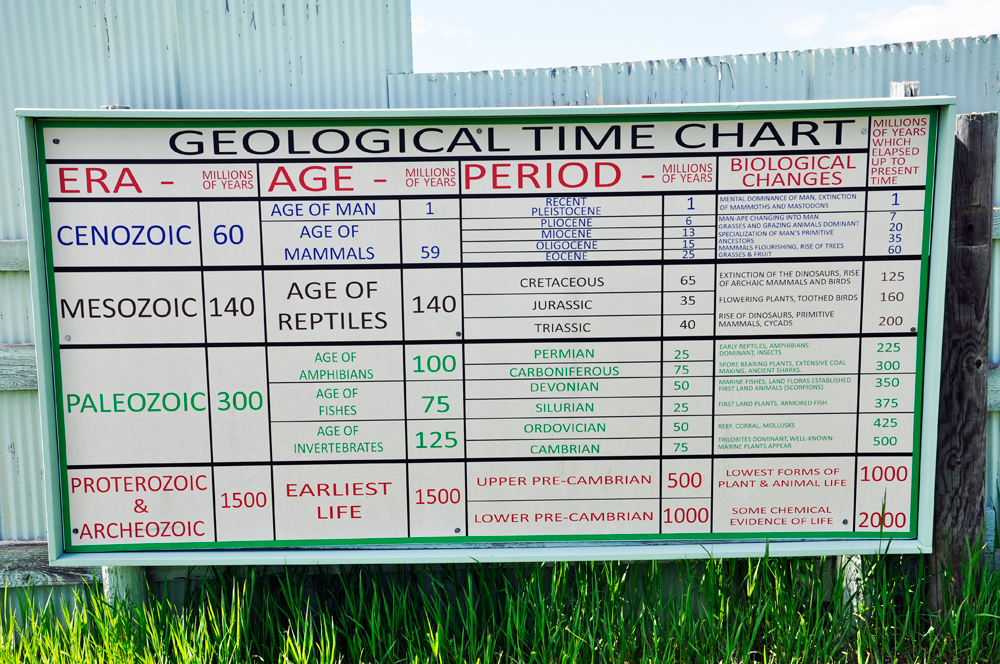 GEOLOGICAL TIME CHART
MILLIONS
OF YEARS
WHICH
ELAPSED
UP TO
PRESENT
TIME
ERA - MILLIONS OF YEARS AGE - MILLIONS OF YEARS PERIOD - MILLIONS OF YEARS BIOLOGICAL CHANGES
CENOZOIC 60
AGE OF MAN 1
AGE OF
MAMMALS 59
RECENT
PLEISTOCENE 1
PLIOCENE 6
MIOCENE 13
OLIGOCENE 15
EOCENE 25
MENTAL DOMINANCE OF MAN, EXTINCTION
OF MAMMOTHS AND MASTODONS 1
MAN-APE CHANGING INTO MAN 7
GRASSES AND GRAZING ANIMALS DOMINANT 20
SPECIALIZATION OF MAN'S PRIMITIVE
ANCESTORS 35
MAMMALS FLOURISHING, RISE OF TREES
GRASSES & FRUIT 60
MESOZOIC 140
AGE OF
REPTILES 140
CRETACEOUS 65
JURASSIC 35
TRIASSIC 40
EXTINCTION OF THE DINOSAURS, RISE
OF ARCHAIC MAMMALS AND BIRDS 125
FLOWERING PLANTS, TOOTHED BIRDS 160
RISE OF DINOSAURS, PRIMITIVE
MAMMALS, CYCADS 200
PALEOZOIC 300
AGE OF
AMPHIBIANS 100
AGE OF
FISHES 75
AGE OF
INVERTEBRATES 125
PERMIAN 25
CARBONIFEROUS 75
DEVONIAN 50
SILURIAN 25
ORDOVICIAN 50
CAMBRIAN 75
EARLY REPTILES, AMPHIBIANS
DOMINANT, INSECTS 225
SPORE BEARING PLANTS, EXTENSIVE COAL
MAKING, ANCIENT SHARKS. 300
MARINE FISHES, LAND FLORAS ESTABLISHED
FIRST LAND ANIMALS (SCORPIONS) 350
FIRST LAND PLANTS, ARMORED FISH 375
REEF, CORRAL, MOLLUSKS 425
TRILOBITES DOMINANT, WELL-KNOWN
MARINE PLANTS APPEAR 500
PROTEROZOIC
&
ARCHEOZOIC 1500
EARLIEST
LIFE 1500
UPPER PRE-CAMBRIAN 500
LOWER PRE-CAMBRIAN 1000
LOWEST FORMS OF
PLANT & ANIMAL LIFE 1000
SOME CHEMICAL
EVIDENCE OF LIFE 2000